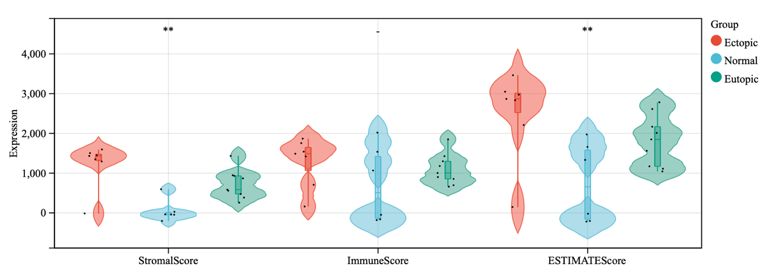 Group
Ectopic
Normal
Eutopic
** - **
4,000
3,000
2,000
1,000
0
Expression
StromalScore ImmuneScore ESTIMATEScore